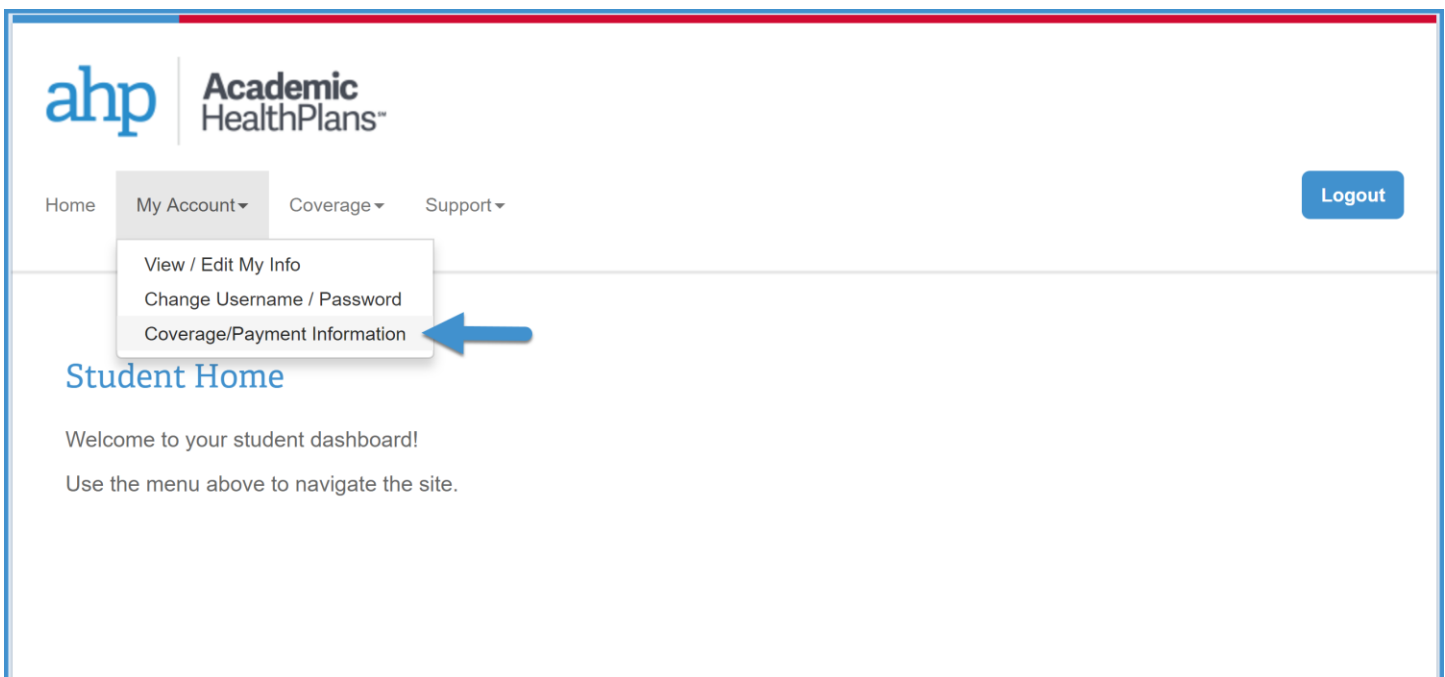 ahp
Academic
HealthPlans℠
Home My Account Coverage Support Logout
View / Edit My Info
Change Username / Password
Coverage/Payment Information
Student Home
Welcome to your student dashboard!
Use the menu above to navigate the site.